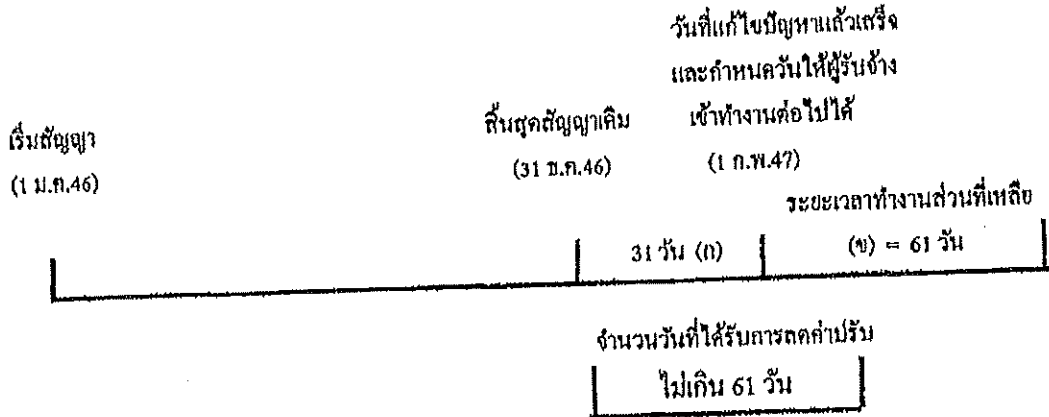 วันที่แก้ไขปัญหาแล้วเสร็จ
และกำหนดวันให้ผู้รับจ้าง
เริ่มสัญญา
สิ้นสุดสัญญาเดิม
เข้าทำงานต่อไปได้
(1 ม.ค.46)
(31 ธ.ค.46)
(1 ก.พ.47)
ระยะเวลาทำงานส่วนที่เหลือ
31 วัน (ก)
(ข) = 61 วัน
จำนวนวันที่ได้รับการลดค่าปรับ
ไม่เกิน 61 วัน